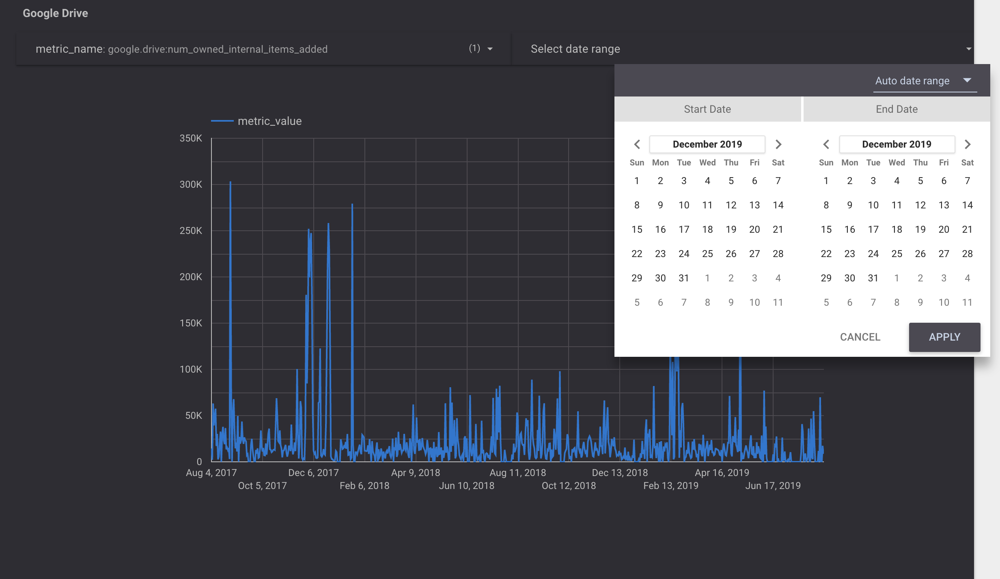 Google Drive
metric_name: google.drive:num_owned_internal_items_added (1)
Select date range
Auto date range
Start Date End Date
December 2019 December 2019
Sun Mon Tue Wed Thu Fri Sat Sun Mon Tue Wed Thu Fri Sat
1 2 3 4 5 6 7 1 2 3 4 5 6 7
8 9 10 11 12 13 14 8 9 10 11 12 13 14
15 16 17 18 19 20 21 15 16 17 18 19 20 21
22 23 24 25 26 27 28 22 23 24 25 26 27 28
29 30 31 1 2 3 4 29 30 31 1 2 3 4
5 6 7 8 9 10 11 5 6 7 8 9 10 11
CANCEL APPLY
metric_value
350K
300K
250K
200K
150K
100K
50K
0
Aug 4, 2017 Dec 6, 2017 Apr 9, 2018 Aug 11, 2018 Dec 13, 2018 Apr 16, 2019
Oct 5, 2017 Feb 6, 2018 Jun 10, 2018 Oct 12, 2018 Feb 13, 2019 Jun 17, 2019